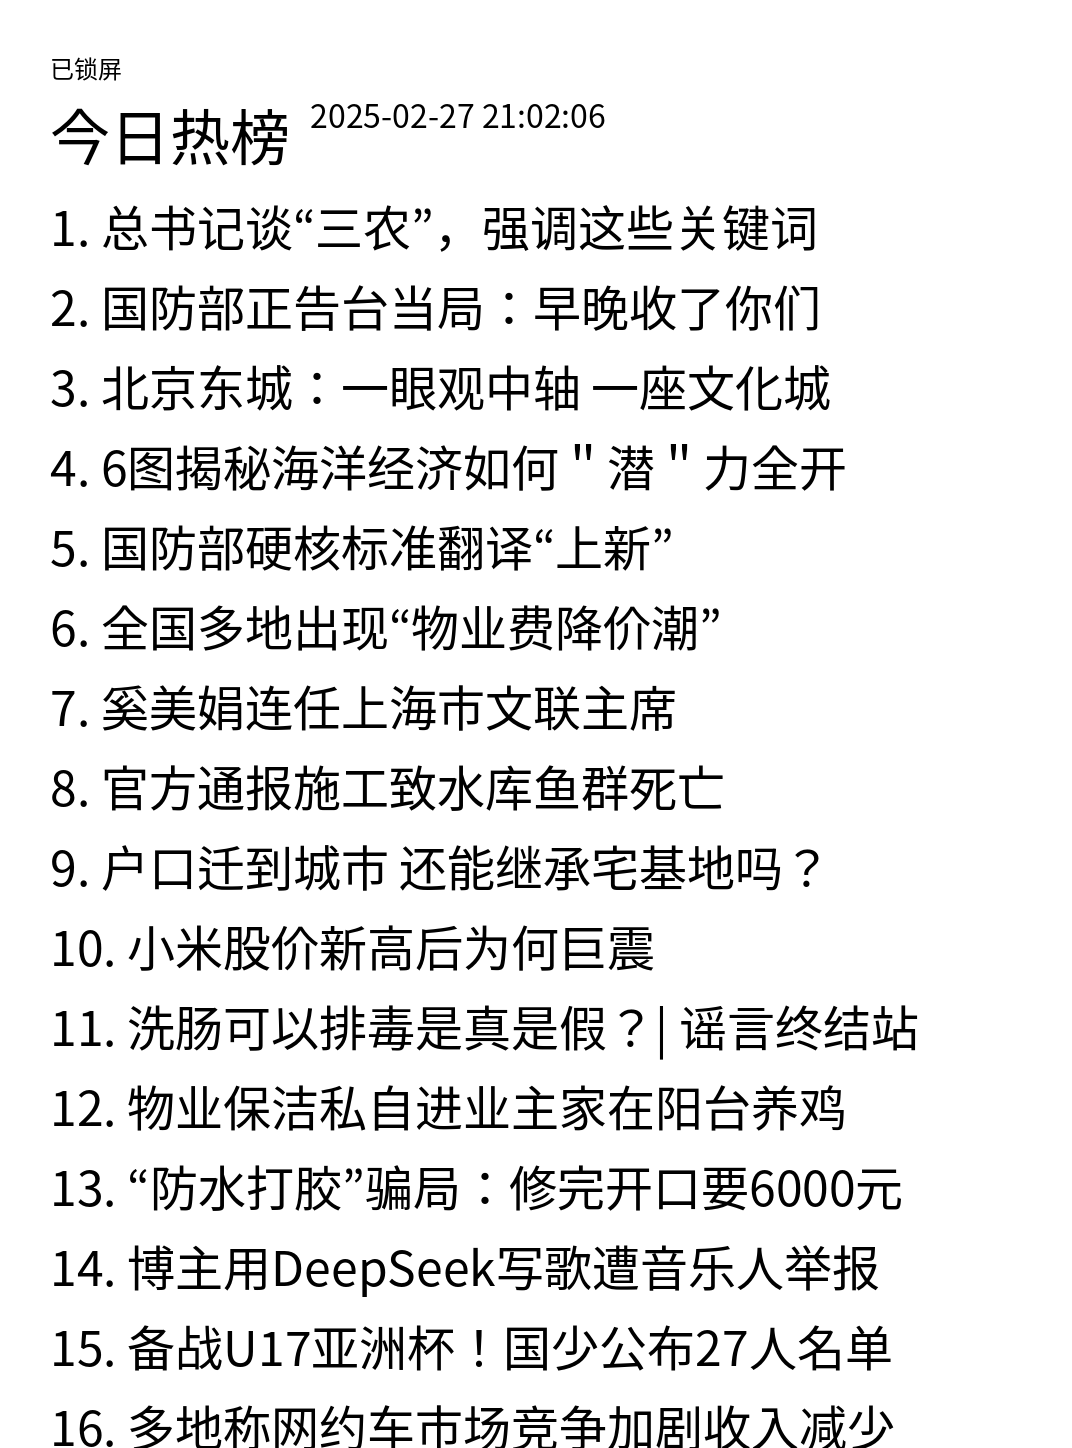 已锁屏
今日热榜 2025-02-27 21:02:06
1. 总书记谈“三农”，强调这些关键词
2. 国防部正告台当局：早晚收了你们
3. 北京东城：一眼观中轴 一座文化城
4. 6图揭秘海洋经济如何＂潜＂力全开
5. 国防部硬核标准翻译“上新”
6. 全国多地出现“物业费降价潮”
7. 奚美娟连任上海市文联主席
8. 官方通报施工致水库鱼群死亡
9. 户口迁到城市 还能继承宅基地吗？
10. 小米股价新高后为何巨震
11. 洗肠可以排毒是真是假？| 谣言终结站
12. 物业保洁私自进业主家在阳台养鸡
13. “防水打胶”骗局：修完开口要6000元
14. 博主用DeepSeek写歌遭音乐人举报
15. 备战U17亚洲杯！国少公布27人名单
16. 多地称网约车市场竞争加剧收入减少